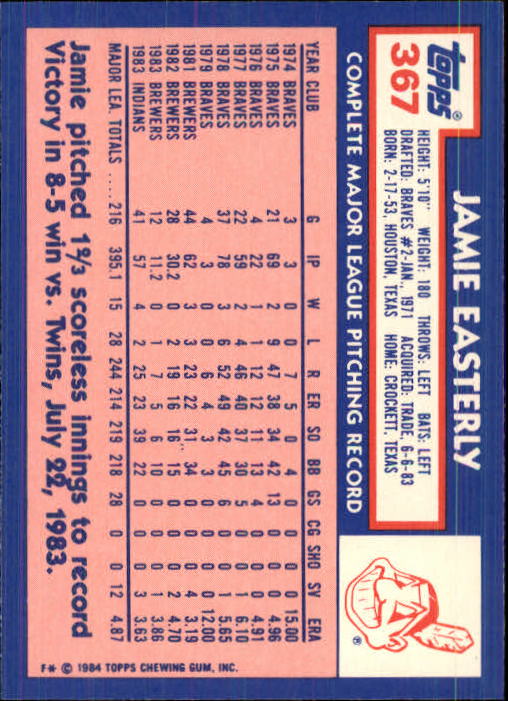 topps®
367
JAMIE EASTERLY
HEIGHT: 5'10" WEIGHT: 180 THROWS: LEFT BATS: LEFT
DRAFTED: BRAVES #2-JAN., 1971 ACQUIRED: TRADE, 6-6-83
BORN: 2-17-53, HOUSTON, TEXAS HOME: CROCKETT, TEXAS
®
COMPLETE MAJOR LEAGUE PITCHING RECORD
YEAR CLUB G IP W L R ER SO BB GS CG SHO SV ERA
1974 BRAVES 3 3 0 0 7 5 0 4 0 0 0 0 15.00
1975 BRAVES 21 69 2 9 47 38 34 42 13 0 0 0 4.96
1976 BRAVES 4 22 1 1 12 12 11 13 4 0 0 0 4.91
1977 BRAVES 22 59 2 4 46 40 37 30 5 0 0 1 6.10
1978 BRAVES 37 78 3 6 52 49 42 45 6 0 0 1 5.65
1979 BRAVES 4 3 0 0 6 4 3 3 0 0 0 0 12.00
1981 BREWERS 44 62 3 3 23 22 31 34 0 0 0 4 3.19
1982 BREWERS 28 30.2 0 2 19 16 16 15 0 0 0 2 4.70
1983 BREWERS 12 11.2 0 1 7 5 6 10 0 0 0 1 3.86
1983 INDIANS 41 57 4 2 25 23 39 22 0 0 0 3 3.63
MAJOR LEA. TOTALS ..... 216 395.1 15 28 244 214 219 218 28 0 0 12 4.87
Jamie pitched 1⅔ scoreless innings to record
Victory in 8-5 win vs. Twins, July 22, 1983.
F* © 1984 TOPPS CHEWING GUM, INC.